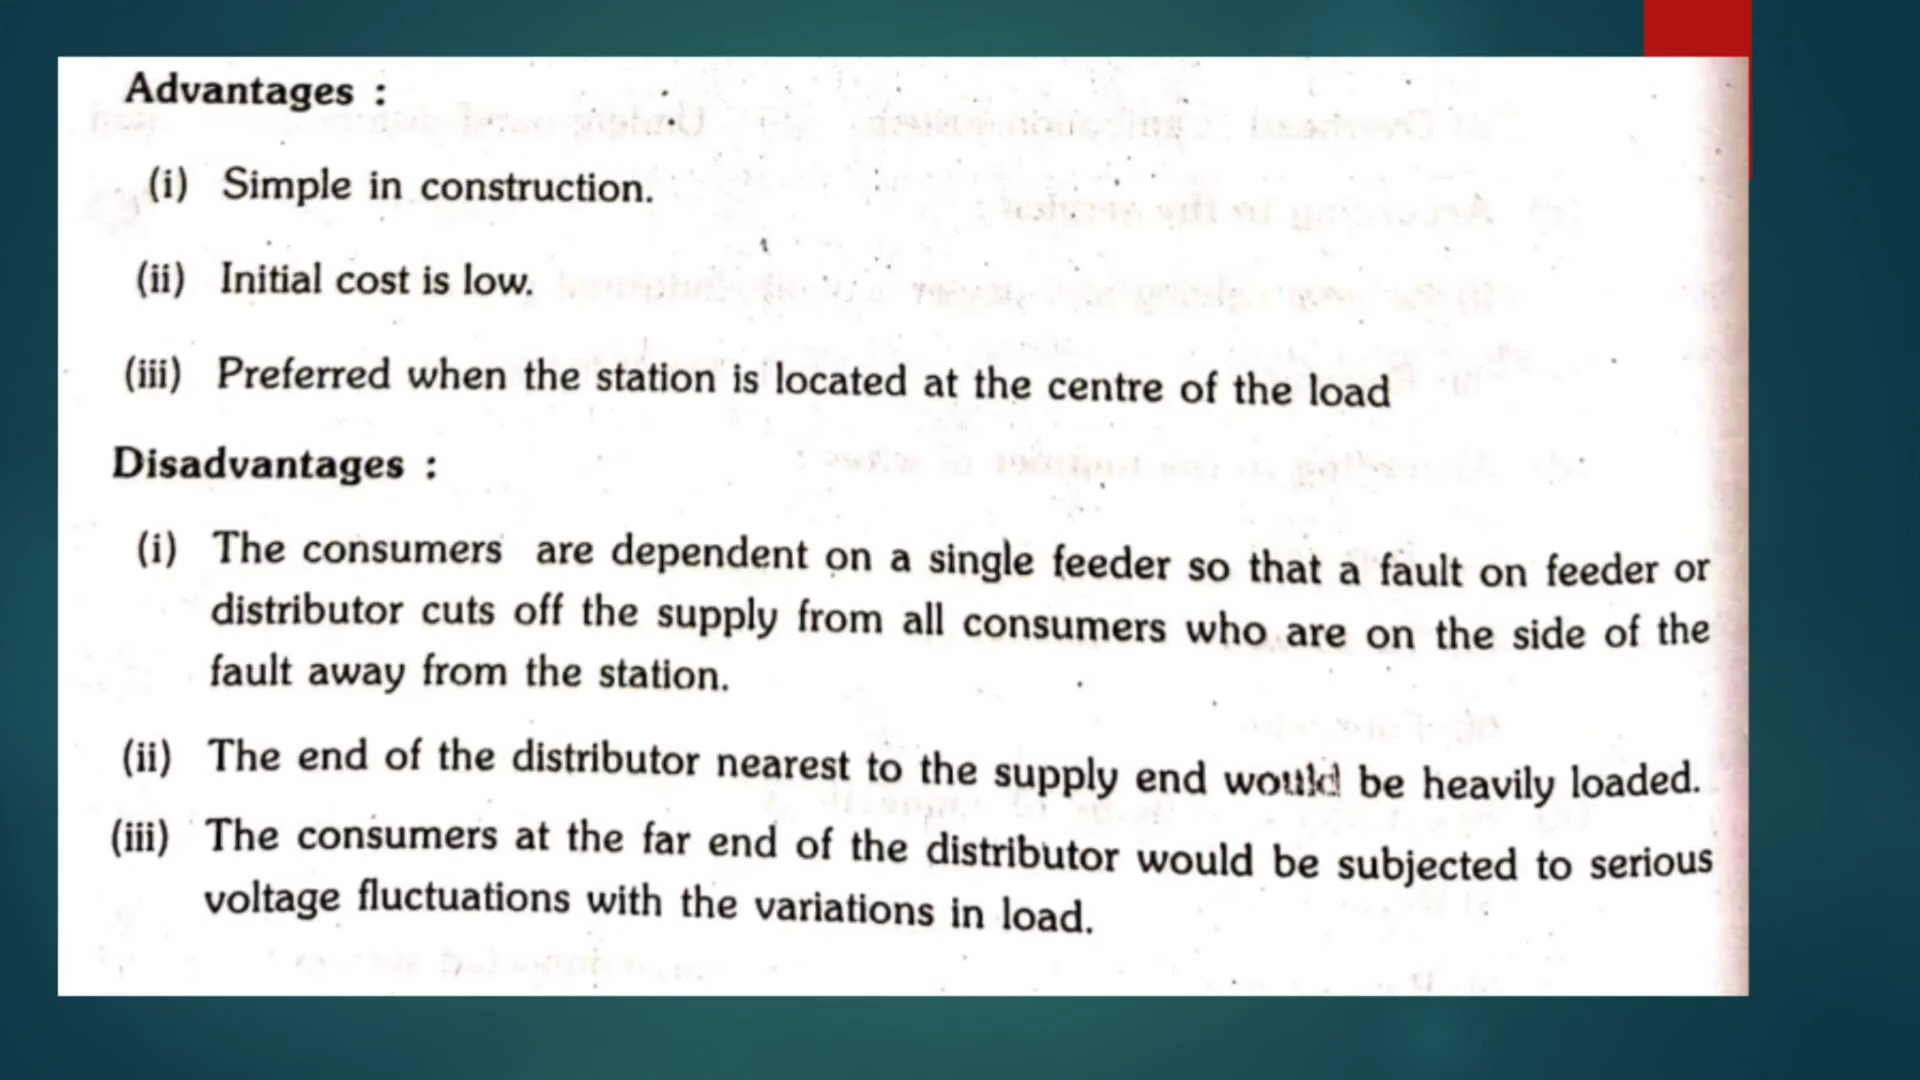 Advantages :
(i) Simple in construction.
(ii) Initial cost is low.
(iii) Preferred when the station is located at the centre of the load
Disadvantages :
(i) The consumers are dependent on a single feeder so that a fault on feeder or
distributor cuts off the supply from all consumers who are on the side of the
fault away from the station.
(ii) The end of the distributor nearest to the supply end would be heavily loaded.
(iii) The consumers at the far end of the distributor would be subjected to serious
voltage fluctuations with the variations in load.